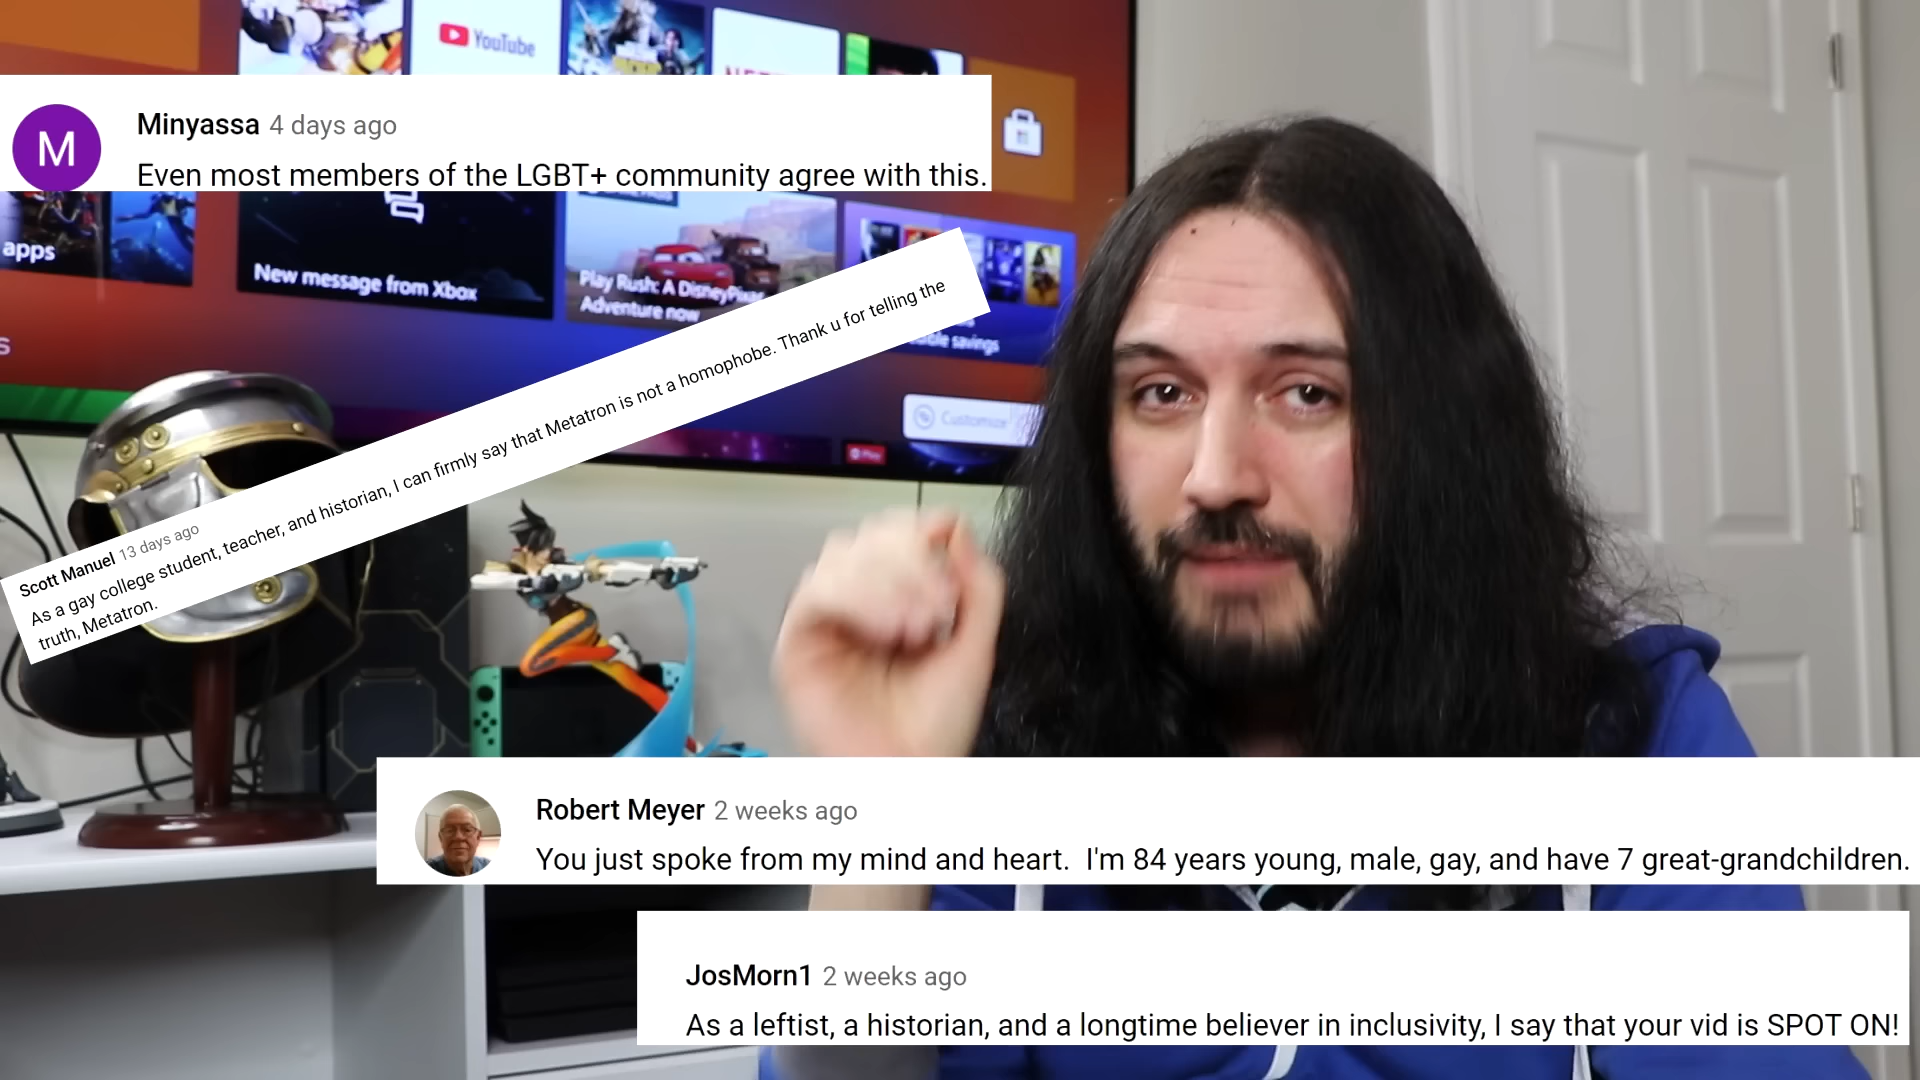 YouTube
M
Minyassa 4 days ago
Even most members of the LGBT+ community agree with this.
apps
New message from Xbox
Play Rush: A DisneyPixar
Adventure now
savings
Customize
Scott Manuel 13 days ago
As a gay college student, teacher, and historian, I can firmly say that Metatron is not a homophobe. Thank u for telling the
truth, Metatron.
Robert Meyer 2 weeks ago
You just spoke from my mind and heart. I'm 84 years young, male, gay, and have 7 great-grandchildren.
JosMorn1 2 weeks ago
As a leftist, a historian, and a longtime believer in inclusivity, I say that your vid is SPOT ON!